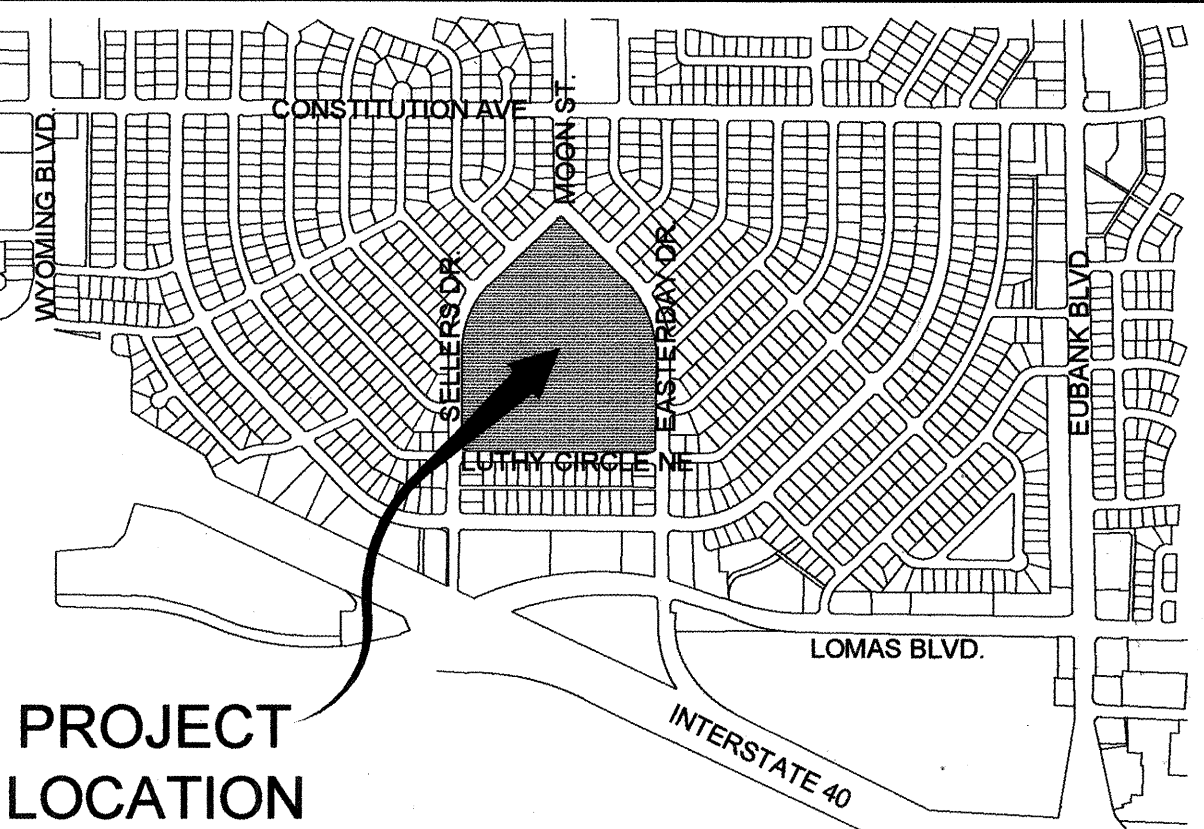 CONSTITUTION AVE
MOON ST.
WYOMING BLVD.
SELLERS DR.
EASTERDAY DR.
EUBANK BLVD.
LUTHY CIRCLE NE
LOMAS BLVD.
INTERSTATE 40
PROJECT
LOCATION